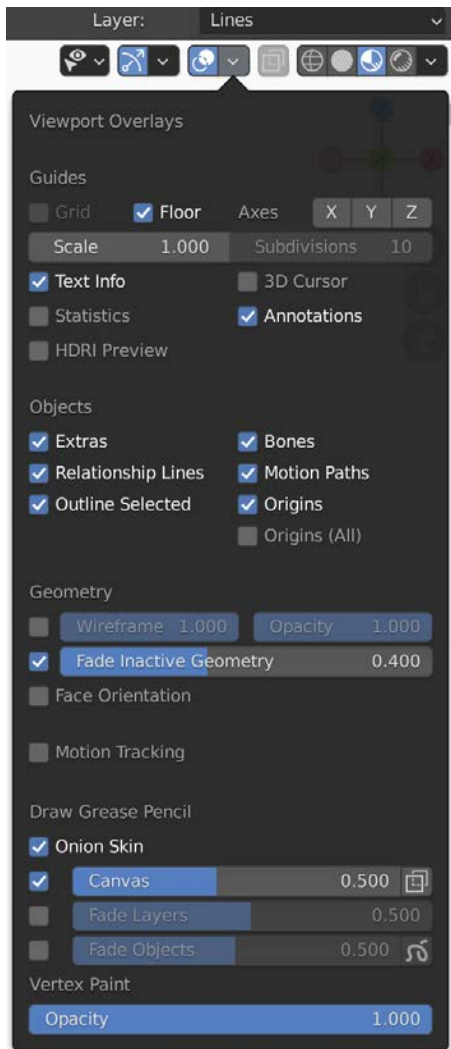 Layer: Lines
Viewport Overlays
Guides
Grid Floor Axes X Y Z
Scale 1.000 Subdivisions 10
Text Info 3D Cursor
Statistics Annotations
HDRI Preview
Objects
Extras Bones
Relationship Lines Motion Paths
Outline Selected Origins
Origins (All)
Geometry
Wireframe 1.000 Opacity 1.000
Fade Inactive Geometry 0.400
Face Orientation
Motion Tracking
Draw Grease Pencil
Onion Skin
Canvas 0.500
Fade Layers 0.500
Fade Objects 0.500
Vertex Paint
Opacity 1.000